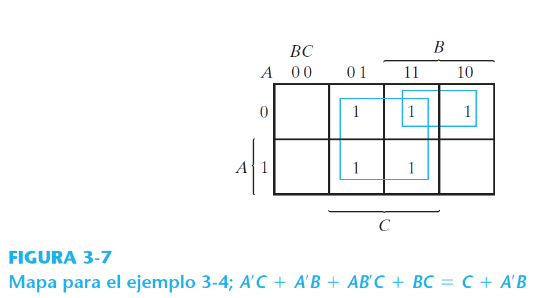 BC
B
A 00 01 11 10
0 1 1 1
A 1 1 1
C
FIGURA 3-7
Mapa para el ejemplo 3-4; A′C + A′B + AB′C + BC = C + A′B